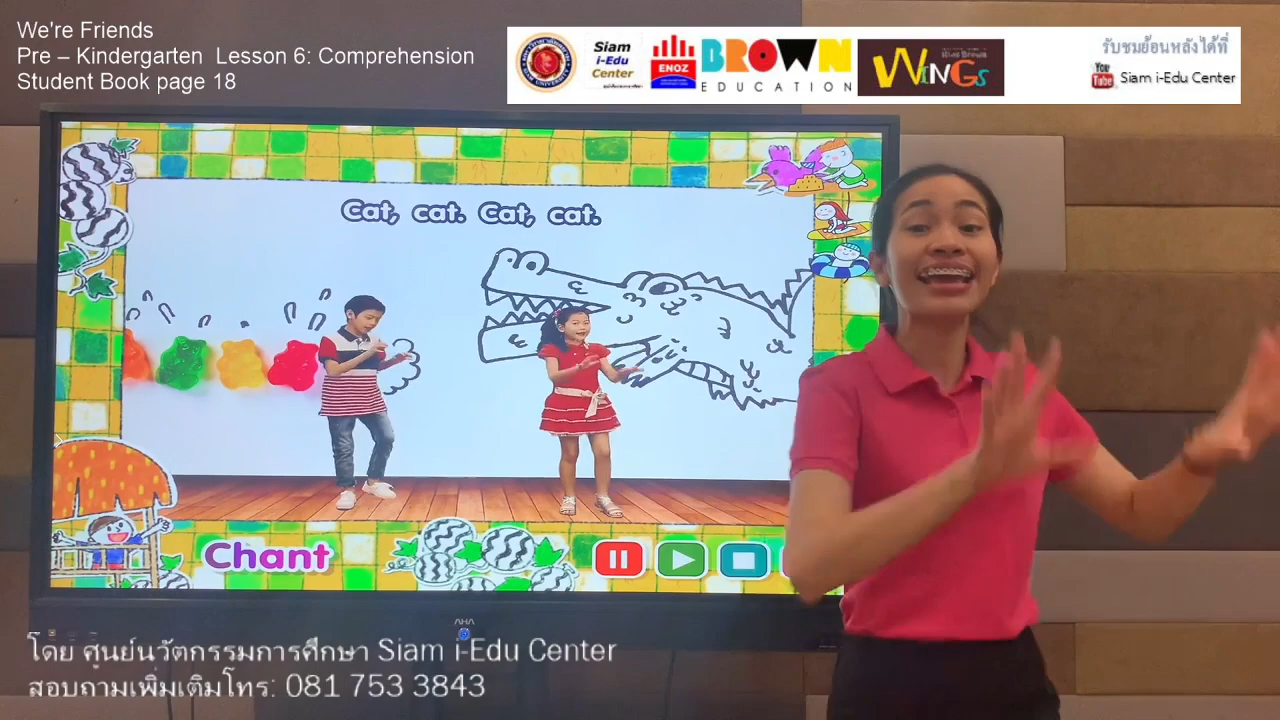 We're Friends
Pre – Kindergarten  Lesson 6: Comprehension
Student Book page 18
Siam
i-Edu
Center
ENOZ
BROWN
EDUCATION
WINGS
รับชมย้อนหลังได้ที่
You
Tube
Siam i-Edu Center
Cat, cat. Cat, cat.
Chant
AHA
โดย ศูนย์นวัตกรรมการศึกษา Siam i-Edu Center
สอบถามเพิ่มเติมโทร: 081 753 3843